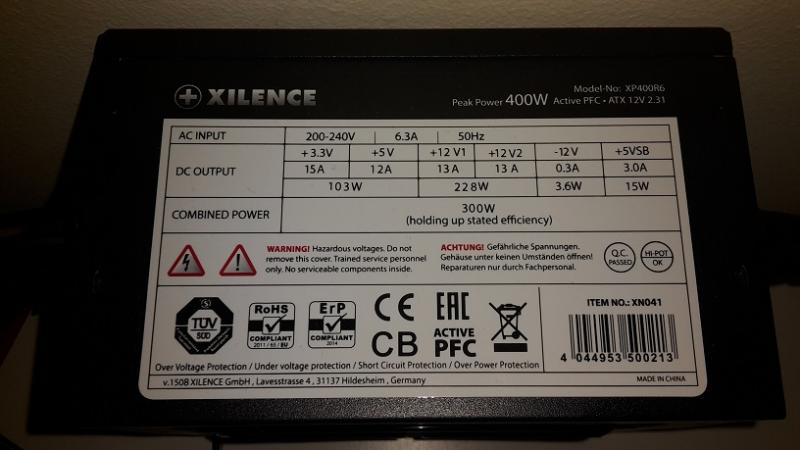 XILENCE
Model-No: XP400R6
Peak Power 400W Active PFC • ATX 12V 2.31
AC INPUT 200-240V 6.3A 50Hz
DC OUTPUT +3.3V +5V +12 V1 +12 V2 -12 V +5VSB
15A 12A 13 A 13 A 0.3A 3.0A
103W 228W 3.6W 15W
COMBINED POWER 300W
(holding up stated efficiency)
WARNING! Hazardous voltages. Do not
remove this cover. Trained service personnel
only. No serviceable components inside.
ACHTUNG! Gefährliche Spannungen.
Gehäuse unter keinen Umständen öffnen!
Reparaturen nur durch Fachpersonal.
Q.C.
PASSED
HI-POT
OK
S
TÜV
SÜD
RoHS
COMPLIANT
2011 / 65 / EU
ErP
COMPLIANT
2014
CE
CB
EAC
ACTIVE
PFC
ITEM NO.: XN041
4 044953 500213
Over Voltage Protection / Under voltage Protection / Short Circuit Protection / Over Power Protection
v.1508 XILENCE GmbH , Lavesstrasse 4 , 31137 Hildesheim , Germany
MADE IN CHINA